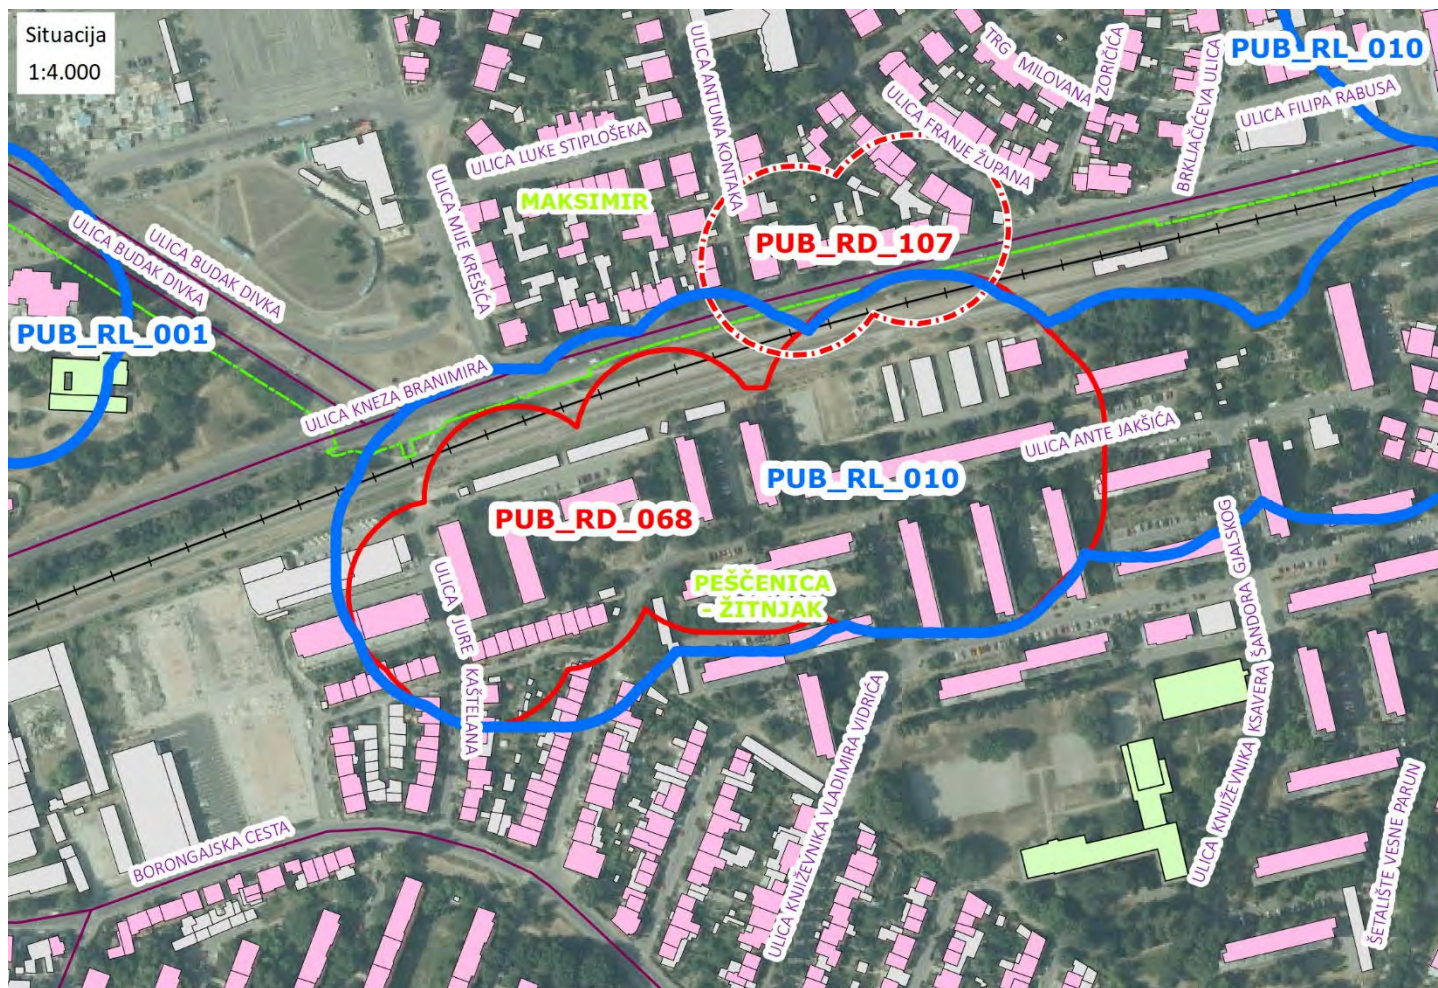 Situacija
1:4.000
PUB_RL_010
TRG MILOVANA ZORIČIĆA
BRKLJAČIĆEVA ULICA
ULICA FILIPA RABUSA
ULICA ANTUNA KONTAKA
ULICA FRANJE ŽUPANA
ULICA LUKE STIPLOŠEKA
ULICA MIJE KREŠIĆA
MAKSIMIR
PUB_RD_107
ULICA BUDAK DIVKA
ULICA BUDAK DIVKA
PUB_RL_001
ULICA KNEZA BRANIMIRA
ULICA ANTE JAKŠIĆA
PUB_RL_010
PUB_RD_068
PEŠČENICA
- ŽITNJAK
ULICA JURE KAŠTELANA
ULICA KNJIŽEVNIKA VLADIMIRA VIDRIĆA
ULICA KNJIŽEVNIKA KSAVERA ŠANDORA GJALSKOG
ŠETALIŠTE VESNE PARUN
BORONGAJSKA CESTA